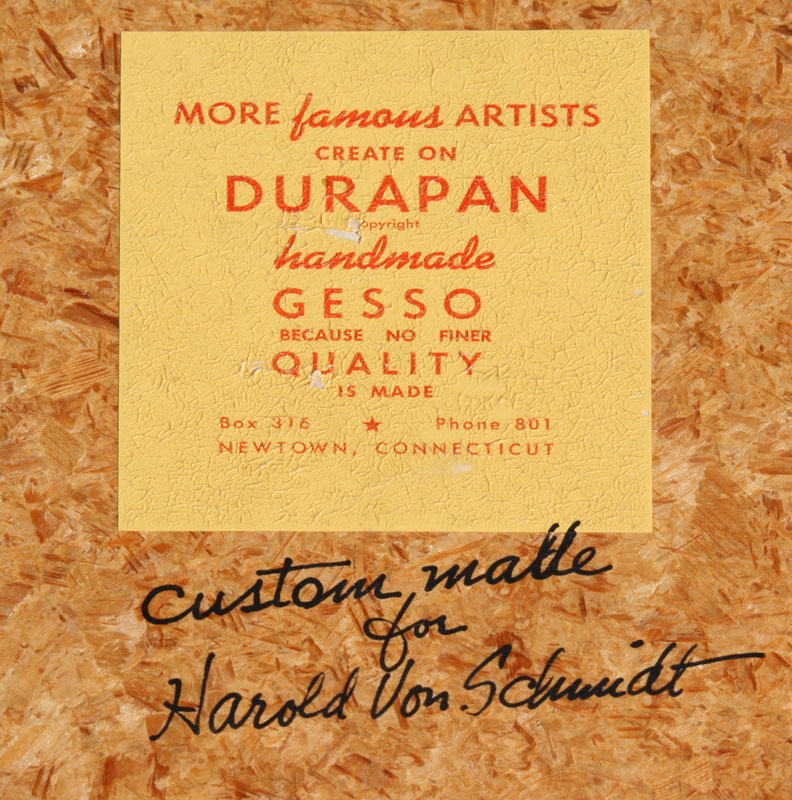 MORE famous ARTISTS
CREATE ON
DURAPAN
copyright
handmade
GESSO
BECAUSE NO FINER
QUALITY
IS MADE
Box 316 ★ Phone 801
NEWTOWN, CONNECTICUT
custom made
for
Harold Von Schmidt